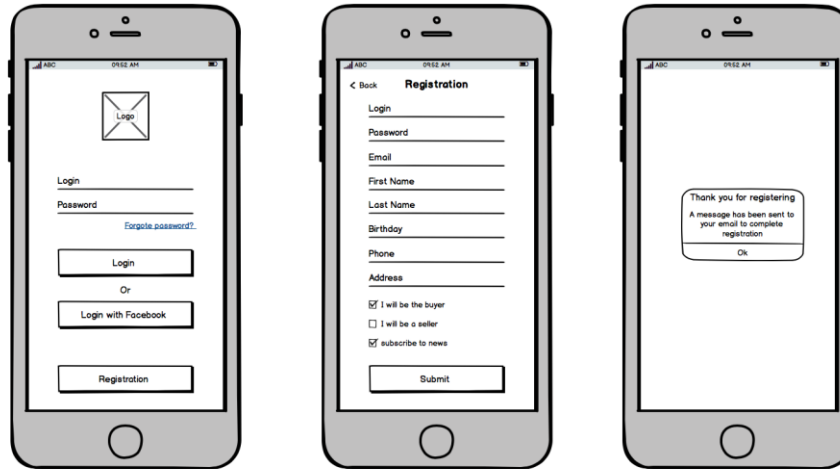 ABC 09:52 AM
Logo
Login
Password
Forgote password?
Login
Or
Login with Facebook
Registration
ABC 09:52 AM
< Back Registration
Login
Password
Email
First Name
Last Name
Birthday
Phone
Address
I will be the buyer
I will be a seller
subscribe to news
Submit
ABC 09:52 AM
Thank you for registering
A message has been sent to
your email to complete
registration
Ok